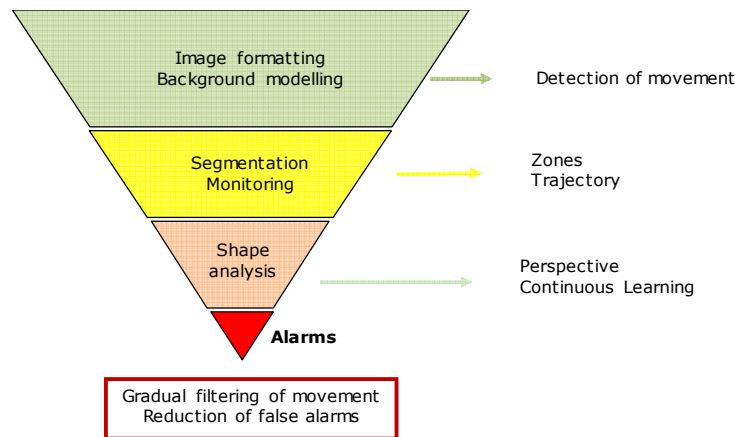 Image formatting
Background modelling
Detection of movement
Segmentation
Monitoring
Zones
Trajectory
Shape
analysis
Perspective
Continuous Learning
Alarms
Gradual filtering of movement
Reduction of false alarms